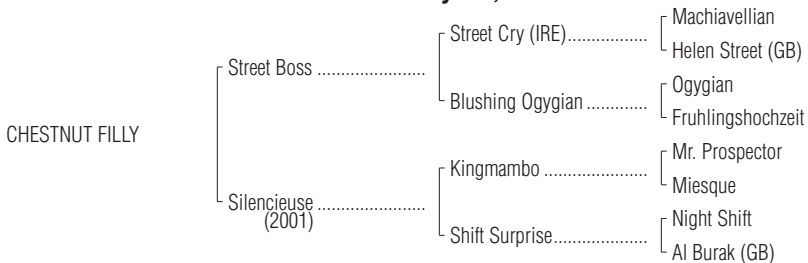 Machiavellian
Street Cry (IRE).................
Helen Street (GB)
Street Boss .......................
Ogygian
Blushing Ogygian .............
Fruhlingshochzeit
CHESTNUT FILLY
Mr. Prospector
Kingmambo ......................
Miesque
Silencieuse .......................
(2001)
Night Shift
Shift Surprise....................
Al Burak (GB)